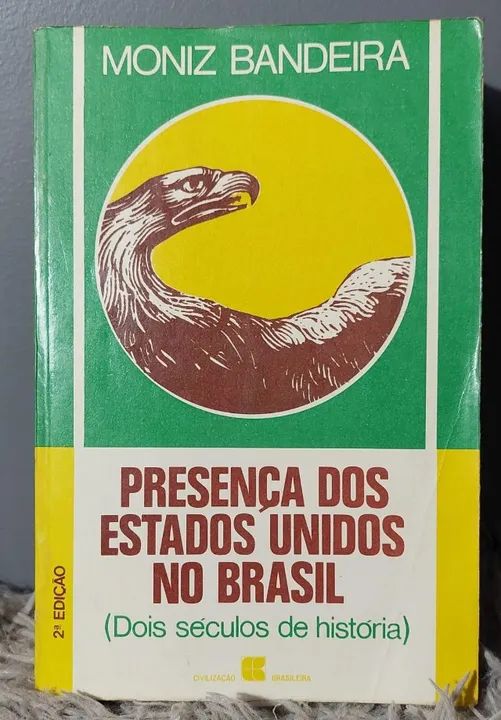 MONIZ BANDEIRA
PRESENÇA DOS
ESTADOS UNIDOS
NO BRASIL
(Dois séculos de história)
2ª EDIÇÃO
CIVILIZAÇÃO BRASILEIRA